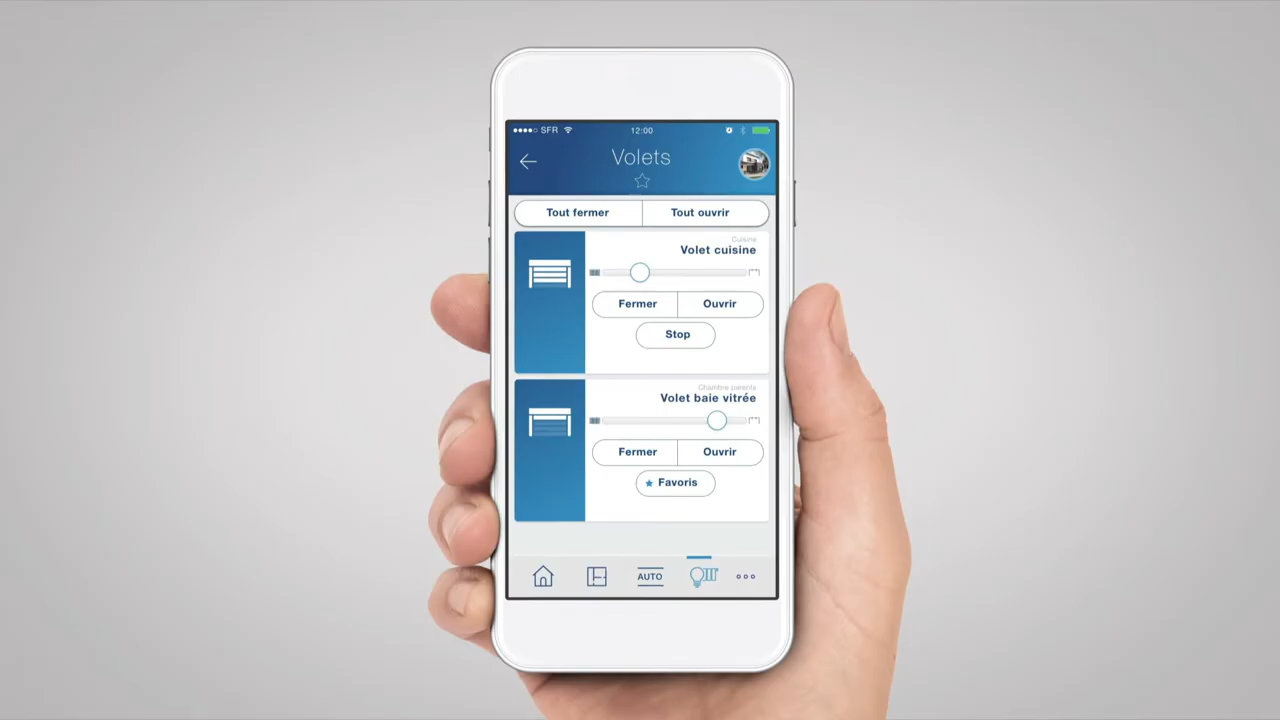 SFR 12:00
Volets
Tout fermer Tout ouvrir
Cuisine
Volet cuisine
Fermer Ouvrir
Stop
Chambre parents
Volet baie vitrée
Fermer Ouvrir
Favoris
AUTO